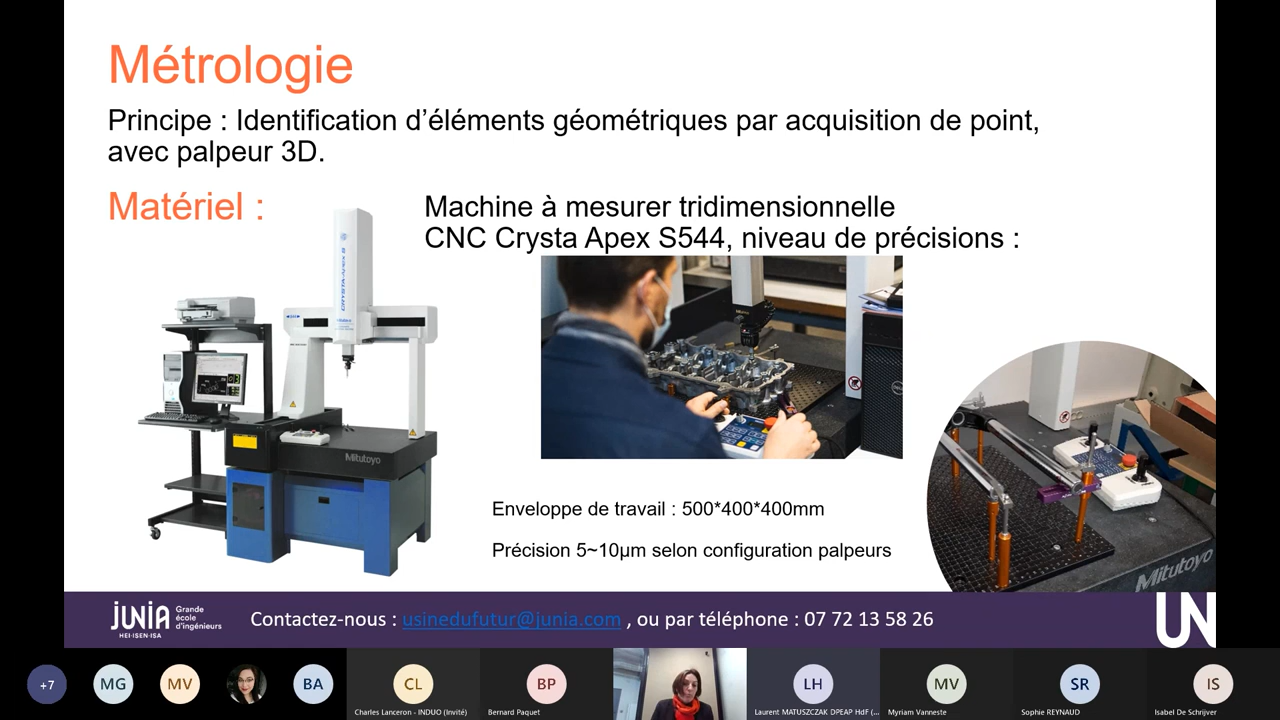 Métrologie
Principe : Identification d’éléments géométriques par acquisition de point,
avec palpeur 3D.
Matériel :
Machine à mesurer tridimensionnelle
CNC Crysta Apex S544, niveau de précisions :
CRYSTA-Apex S
Mitutoyo
DELL
Mitutoyo
Enveloppe de travail : 500*400*400mm
Précision 5~10µm selon configuration palpeurs
JUNIA
Grande
école
d'ingénieurs
HEI·ISEN·ISA
Contactez-nous : usinedufutur@junia.com , ou par téléphone : 07 72 13 58 26
UN
+7
MG
MV
BA
CL
Charles Lanceron - INDUO (Invité)
BP
Bernard Paquet
LH
Laurent MATUSZCZAK DPEAP HdF (...
MV
Myriam Vanneste
SR
Sophie REYNAUD
IS
Isabel De Schrijver